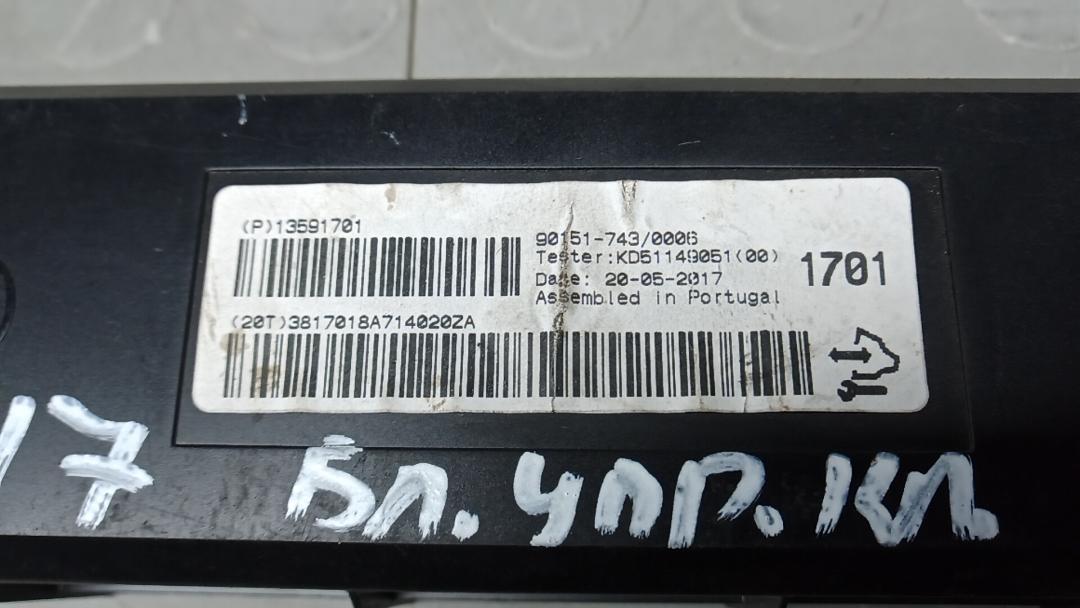 (P)13591701
90151-743/0006
Tester:KD51149051(00)
Date: 20-05-2017
Assembled in Portugal
1701
(20T)3817018A714020ZA
17 Бл. упр. кл.